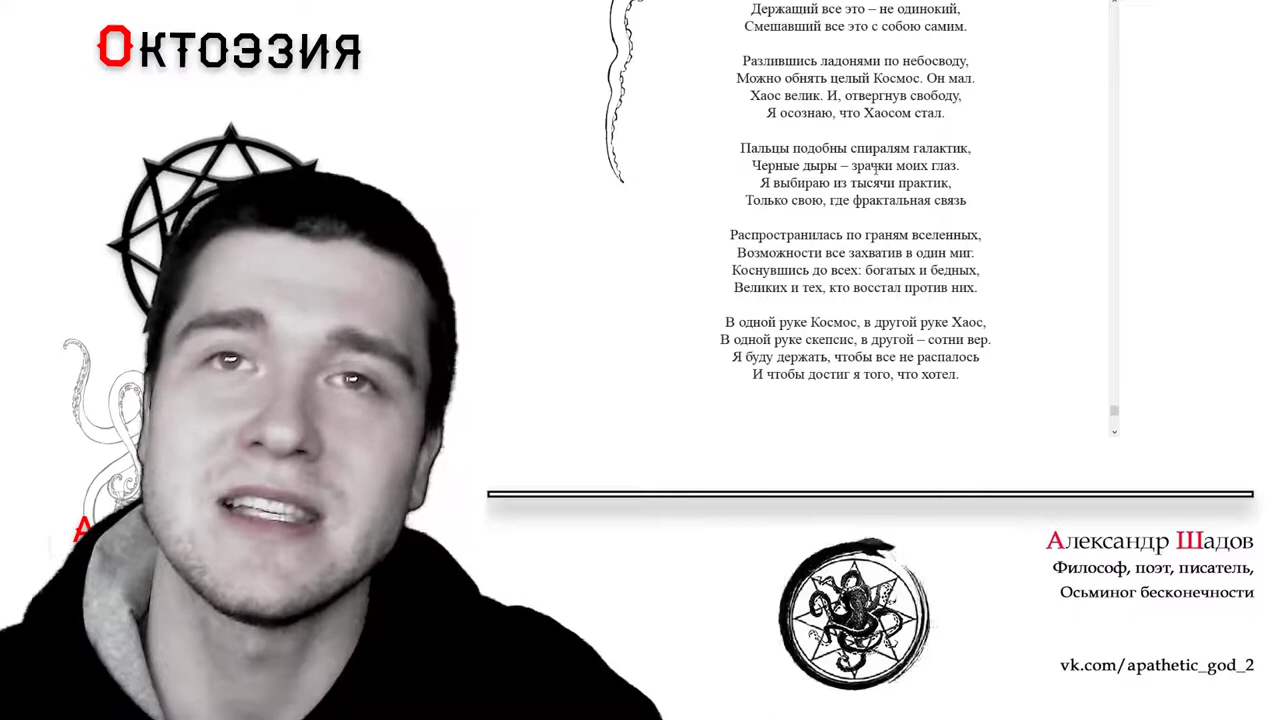 Октоэзия
Держащий все это – не одинокий,
Смешавший все это с собою самим.
Разлившись ладонями по небосводу,
Можно обнять целый Космос. Он мал.
Хаос велик. И, отвергнув свободу,
Я осознаю, что Хаосом стал.
Пальцы подобны спиралям галактик,
Черные дыры – зрачки моих глаз.
Я выбираю из тысячи практик,
Только свою, где фрактальная связь
Распространилась по граням вселенных,
Возможности все захватив в один миг.
Коснувшись до всех: богатых и бедных,
Великих и тех, кто восстал против них.
В одной руке Космос, в другой руке Хаос,
В одной руке скепсис, в другой – сотни вер.
Я буду держать, чтобы все не распалось
И чтобы достиг я того, что хотел.
Александр Шадов
Философ, поэт, писатель,
Осьминог бесконечности
vk.com/apathetic_god_2